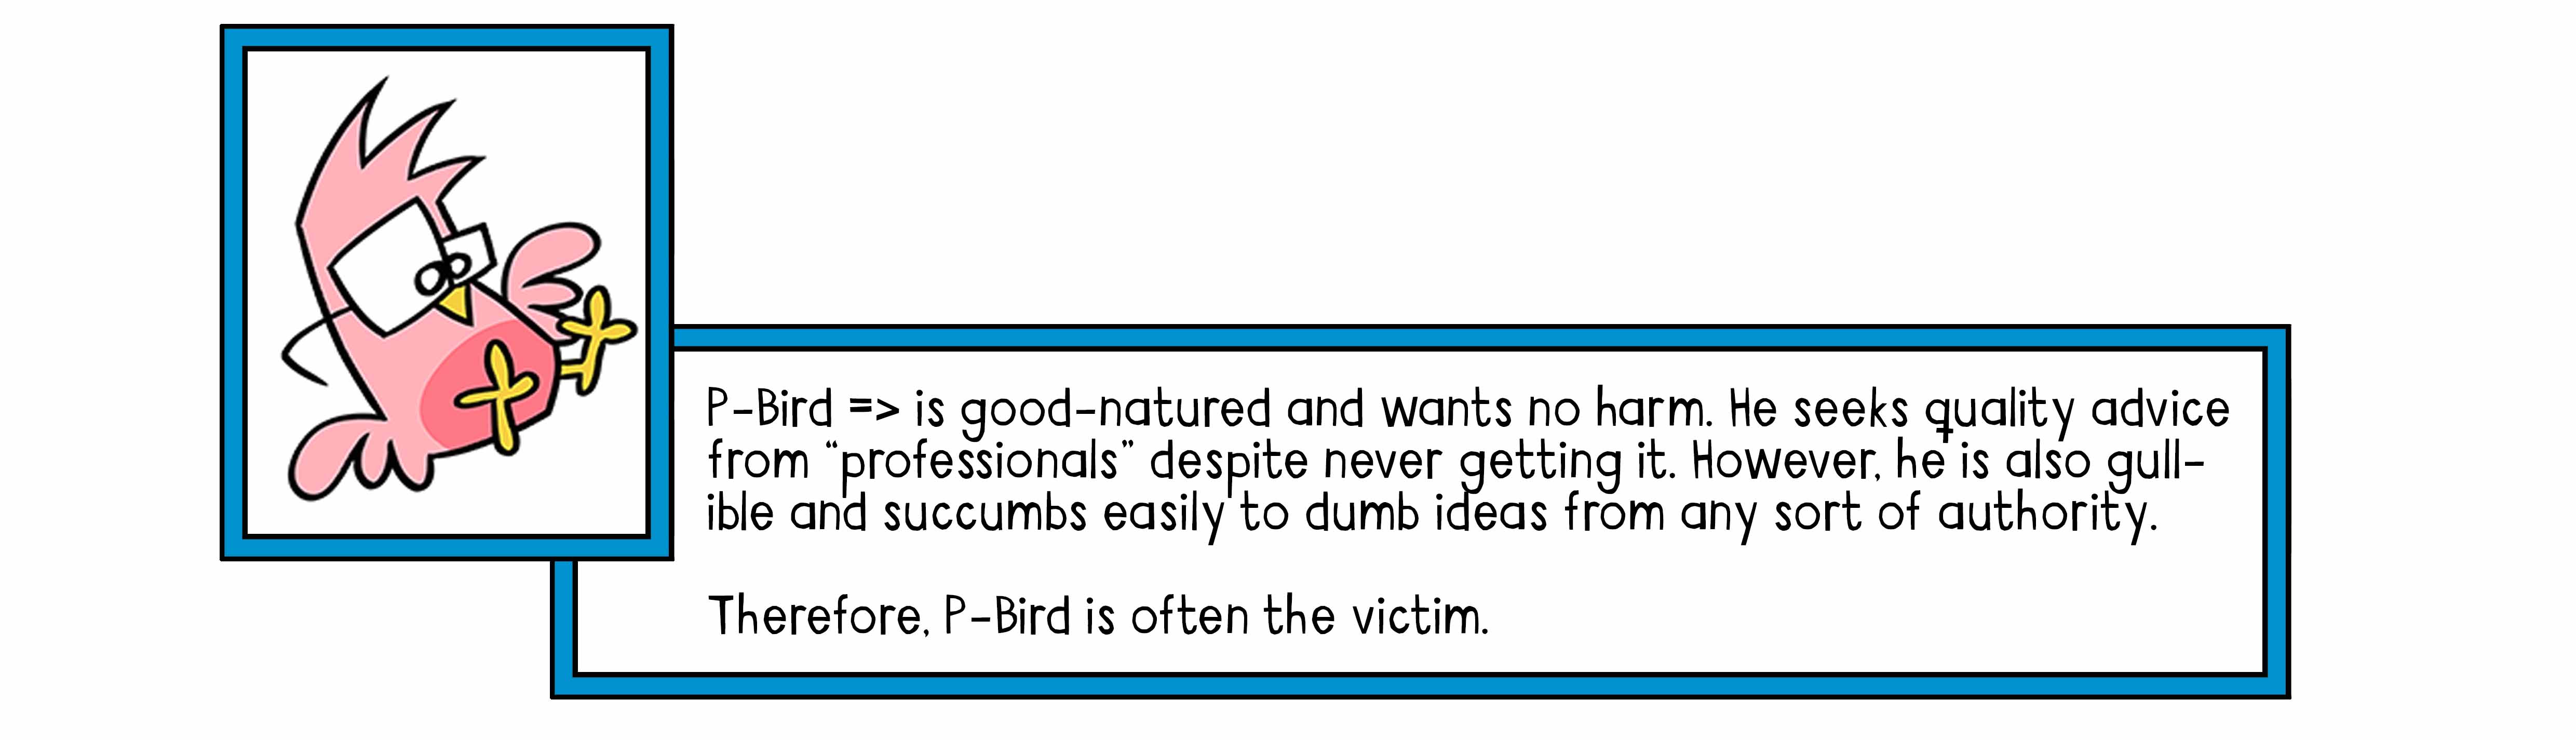 P-Bird => is good-natured and wants no harm. He seeks quality advice
from “professionals” despite never getting it. However, he is also gull-
ible and succumbs easily to dumb ideas from any sort of authority.
Therefore, P-Bird is often the victim.